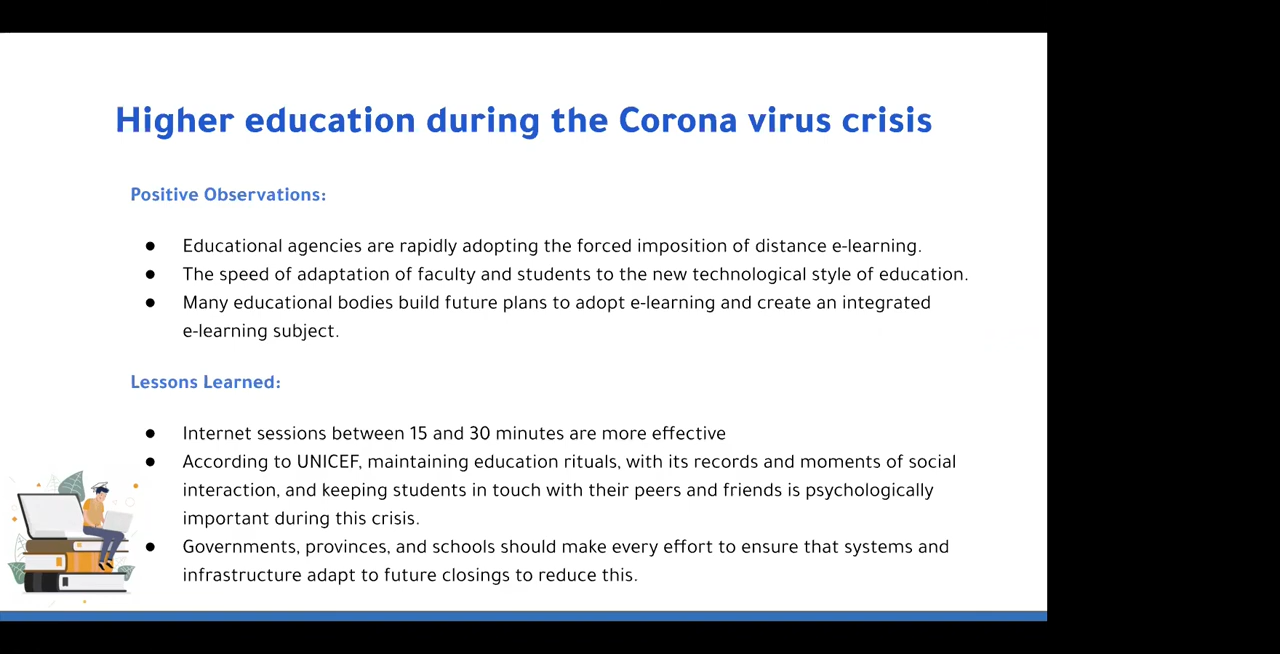 Higher education during the Corona virus crisis
Positive Observations:
● Educational agencies are rapidly adopting the forced imposition of distance e-learning.
● The speed of adaptation of faculty and students to the new technological style of education.
● Many educational bodies build future plans to adopt e-learning and create an integrated
e-learning subject.
Lessons Learned:
● Internet sessions between 15 and 30 minutes are more effective
● According to UNICEF, maintaining education rituals, with its records and moments of social
interaction, and keeping students in touch with their peers and friends is psychologically
important during this crisis.
● Governments, provinces, and schools should make every effort to ensure that systems and
infrastructure adapt to future closings to reduce this.